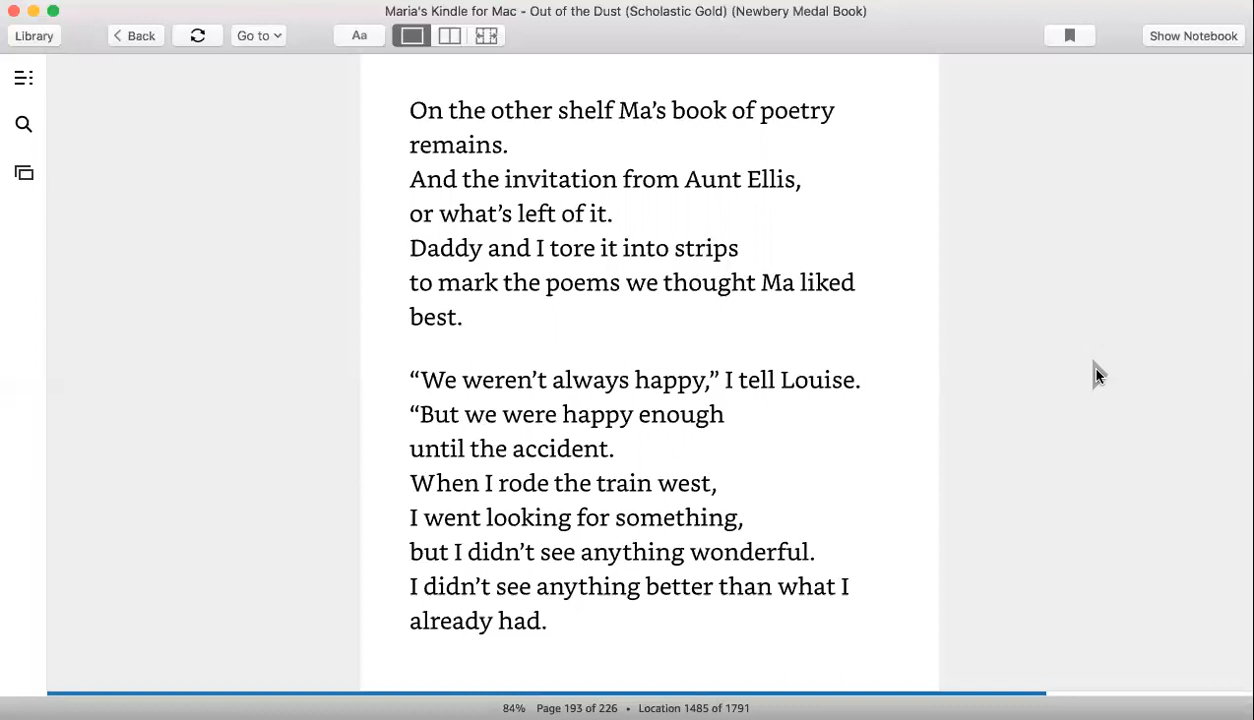 Maria's Kindle for Mac - Out of the Dust (Scholastic Gold) (Newbery Medal Book)
Library
Back
Go to
Aa
Show Notebook
On the other shelf Ma’s book of poetry
remains.
And the invitation from Aunt Ellis,
or what’s left of it.
Daddy and I tore it into strips
to mark the poems we thought Ma liked
best.
“We weren’t always happy,” I tell Louise.
“But we were happy enough
until the accident.
When I rode the train west,
I went looking for something,
but I didn’t see anything wonderful.
I didn’t see anything better than what I
already had.
84% Page 193 of 226 • Location 1485 of 1791